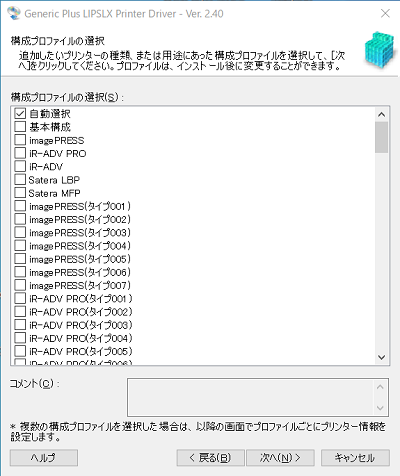 Generic Plus LIPSLX Printer Driver - Ver. 2.40
構成プロファイルの選択
追加したいプリンターの種類、または用途にあった構成プロファイルを選択して、[次
へ]をクリックしてください。プロファイルは、インストール後に変更することができます。
構成プロファイルの選択(S) :
自動選択
基本構成
imagePRESS
iR-ADV PRO
iR-ADV
Satera LBP
Satera MFP
imagePRESS(タイプ001)
imagePRESS(タイプ002)
imagePRESS(タイプ003)
imagePRESS(タイプ004)
imagePRESS(タイプ005)
imagePRESS(タイプ006)
imagePRESS(タイプ007)
iR-ADV PRO(タイプ001)
iR-ADV PRO(タイプ002)
iR-ADV PRO(タイプ003)
iR-ADV PRO(タイプ004)
iR-ADV PRO(タイプ005)
iR-ADV PRO(タイプ006)
コメント(C) :
* 複数の構成プロファイルを選択した場合は、以降の画面でプロファイルごとにプリンター情報を
設定します。
ヘルプ
< 戻る(B)
次へ(N) >
キャンセル